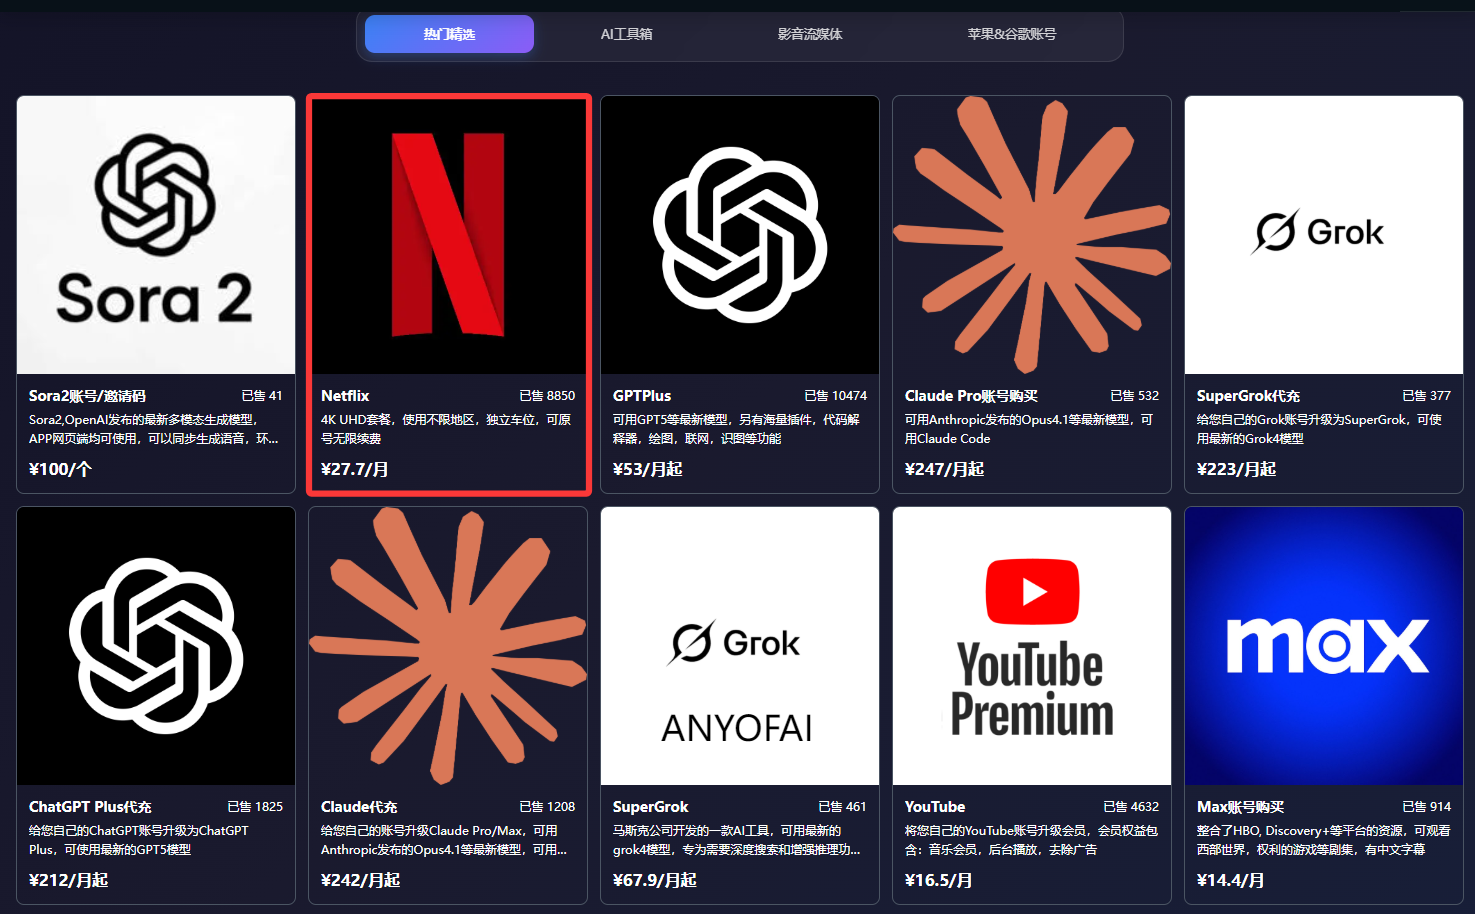 热门精选
AI工具箱
影音流媒体
苹果&谷歌账号
Sora 2
Sora2账号/邀请码
已售 41
Sora2,OpenAI发布的最新多模态生成模型，
APP网页端均可使用，可以同步生成语音，环...
¥100/个
Netflix
已售 8850
4K UHD套餐，使用不限地区，独立车位，可原
号无限续费
¥27.7/月
GPTPlus
已售 10474
可用GPT5等最新模型，另有海量插件，代码解
释器，绘图，联网，识图等功能
¥53/月起
Claude Pro账号购买
已售 532
可用Anthropic发布的Opus4.1等最新模型，可
用Claude Code
¥247/月起
Grok
SuperGrok代充
已售 377
给您自己的Grok账号升级为SuperGrok，可使
用最新的Grok4模型
¥223/月起
ChatGPT Plus代充
已售 1825
给您自己的ChatGPT账号升级为ChatGPT
Plus，可使用最新的GPT5模型
¥212/月起
Claude代充
已售 1208
给您自己的账号升级Claude Pro/Max，可用
Anthropic发布的Opus4.1等最新模型，可用...
¥242/月起
Grok
ANYOFAI
SuperGrok
已售 461
马斯克公司开发的一款AI工具，可用最新的
grok4模型，专为需要深度搜索和增强推理功...
¥67.9/月起
YouTube
Premium
YouTube
已售 4632
将您自己的YouTube账号升级会员，会员权益包
含：音乐会员，后台播放，去除广告
¥16.5/月
max
Max账号购买
已售 914
整合了HBO, Discovery+等平台的资源，可观看
西部世界，权利的游戏等剧集，有中文字幕
¥14.4/月